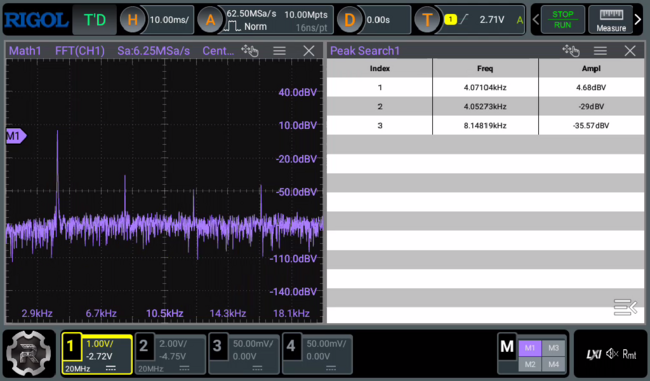 RIGOL T'D H 10.00ms/ A 62.50MSa/s 10.00Mpts D 0.00s T 1 2.71V A STOP
Norm 16ns/pt RUN Measure
Math1 FFT(CH1) Sa:6.25MSa/s Cent... Peak Search1
Index Freq Ampl
1 4.07104kHz 4.68dBV
2 4.05273kHz -29dBV
3 8.14819kHz -35.57dBV
40.0dBV
M1 10.0dBV
-20.0dBV
-50.0dBV
-110.0dBV
-140.0dBV
2.9kHz 6.7kHz 10.5kHz 14.3kHz 18.1kHz
1 1.00V/ 2 2.00V/ 3 50.00mV/ 4 50.00mV/ M M1 M3
-2.72V -4.75V 0.00V 0.00V M2 M4
20MHz 20MHz
LXI Rmt